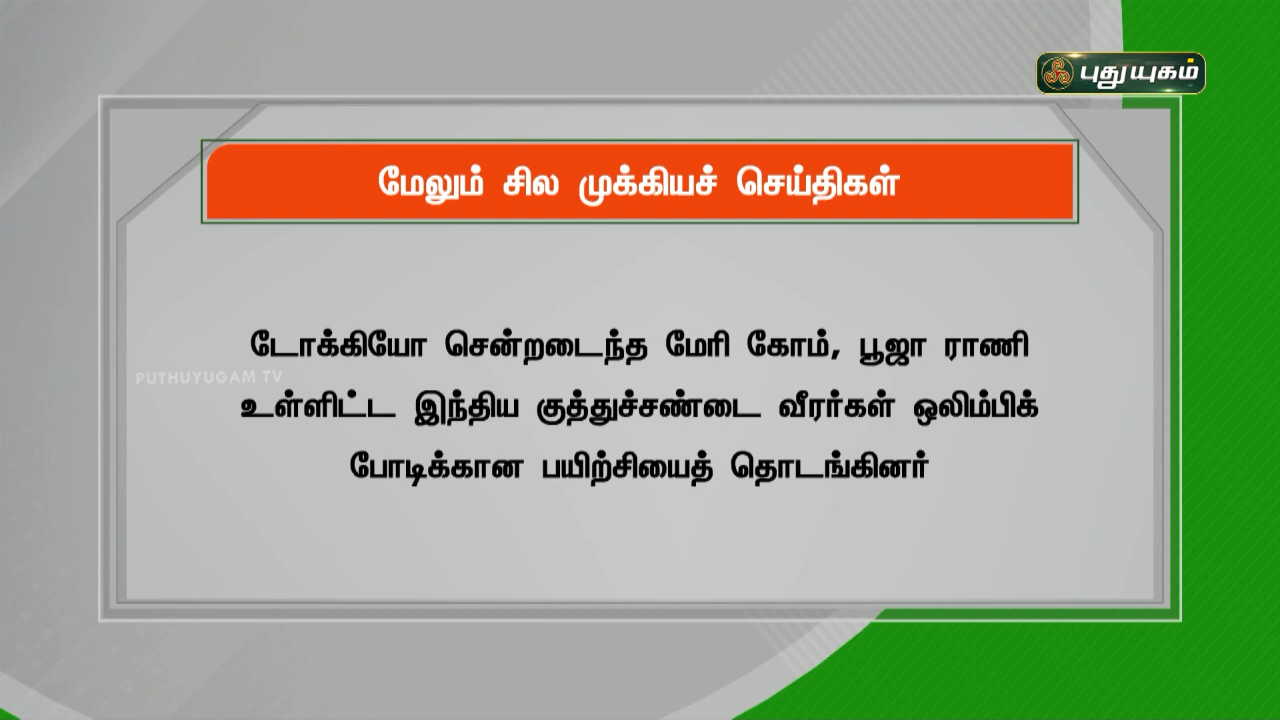 புதுயுகம்
மேலும் சில முக்கியச் செய்திகள்
டோக்கியோ சென்றடைந்த மேரி கோம், பூஜா ராணி
PUTHUYUGAM TV
உள்ளிட்ட இந்திய குத்துச்சண்டை வீரர்கள் ஒலிம்பிக்
போடிக்கான பயிற்சியைத் தொடங்கினர்